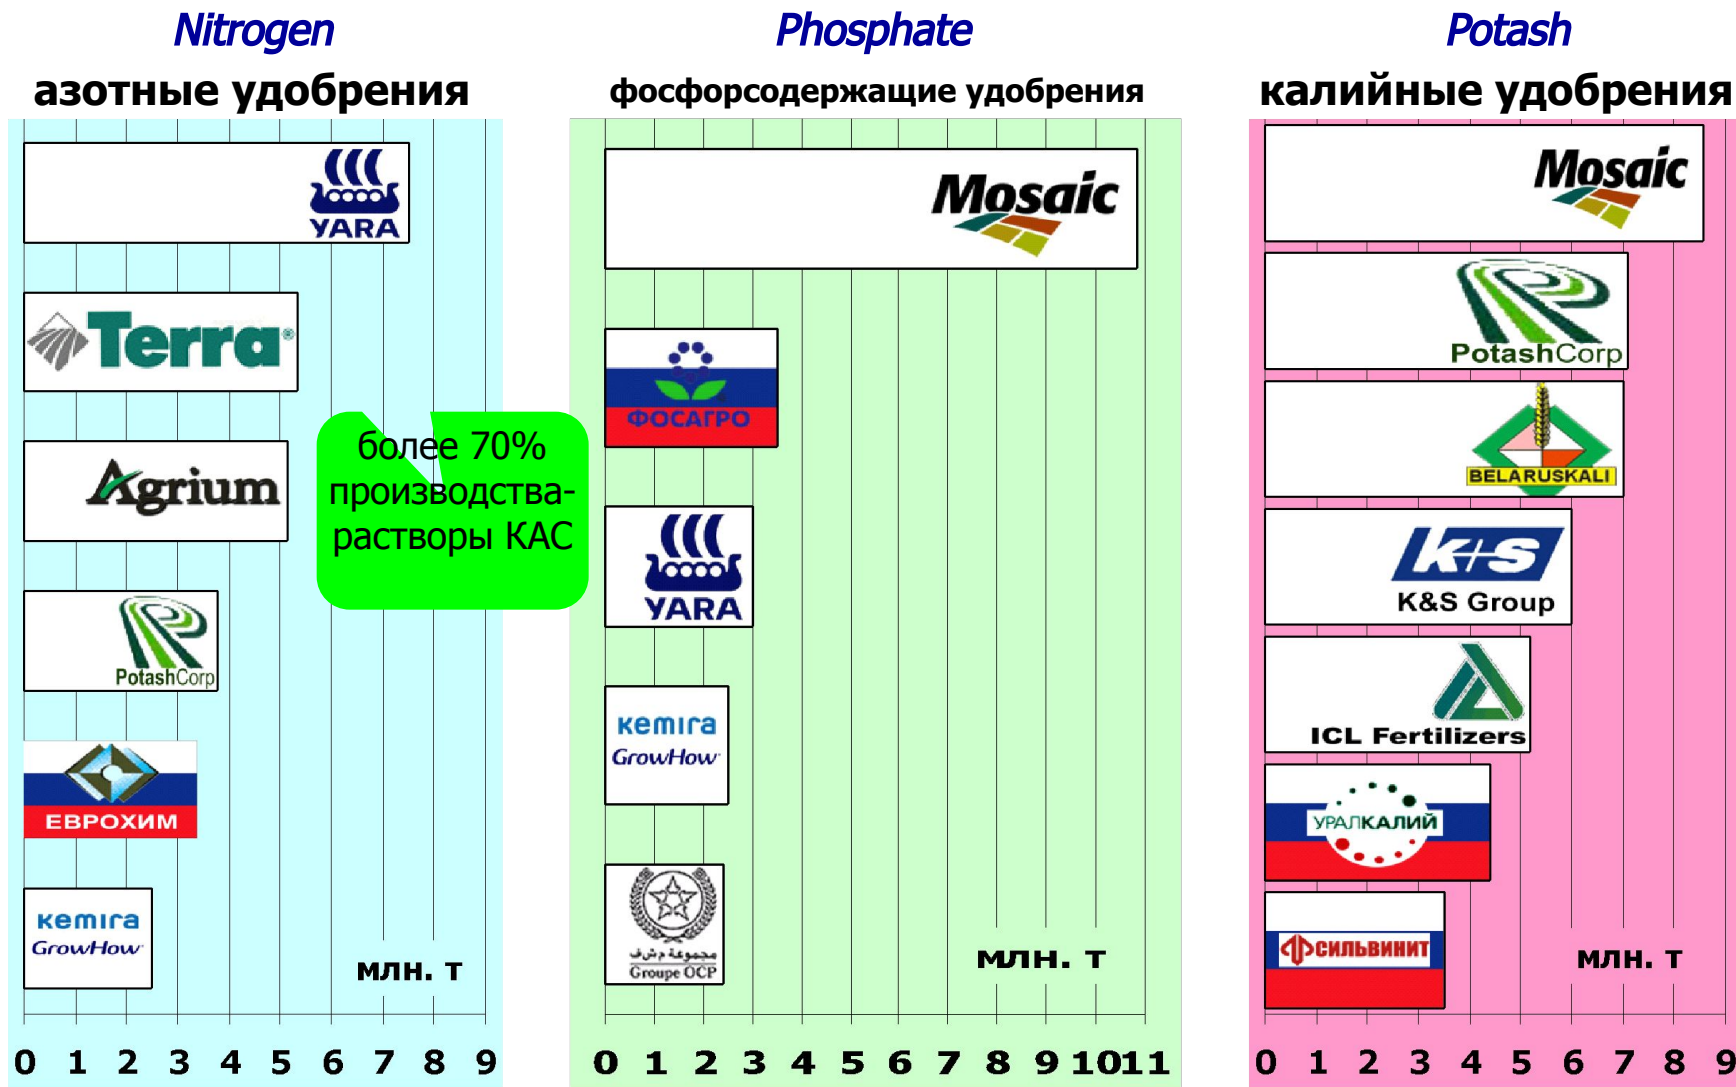 Nitrogen
азотные удобрения
YARA
Terra®
Agrium
более 70%
производства-
растворы КАС
PotashCorp
ЕВРОХИМ
кemira
GrowHow
млн. т
0 1 2 3 4 5 6 7 8 9
Phosphate
фосфорсодержащие удобрения
Mosaic
ФОСАГРО
YARA
кemira
GrowHow
مجموعة م ش ف
Groupe OCP
млн. т
0 1 2 3 4 5 6 7 8 9 10 11
Potash
калийные удобрения
Mosaic
PotashCorp
BELARUSKALI
K+S
K&S Group
ICL Fertilizers
УРАЛКАЛИЙ
СИЛЬВИНИТ
млн. т
0 1 2 3 4 5 6 7 8 9